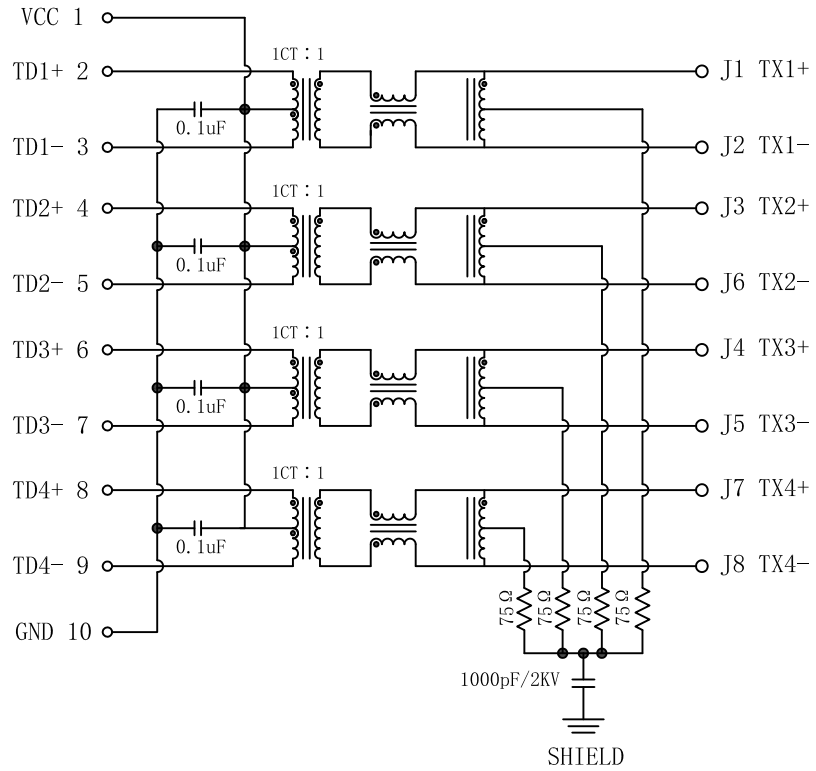 VCC 1
1CT:1
TD1+ 2
J1 TX1+
0.1uF
TD1- 3
J2 TX1-
1CT:1
TD2+ 4
J3 TX2+
0.1uF
TD2- 5
J6 TX2-
1CT:1
TD3+ 6
J4 TX3+
0.1uF
TD3- 7
J5 TX3-
1CT:1
TD4+ 8
J7 TX4+
0.1uF
TD4- 9
J8 TX4-
75Ω
75Ω
75Ω
75Ω
GND 10
1000pF/2KV
SHIELD